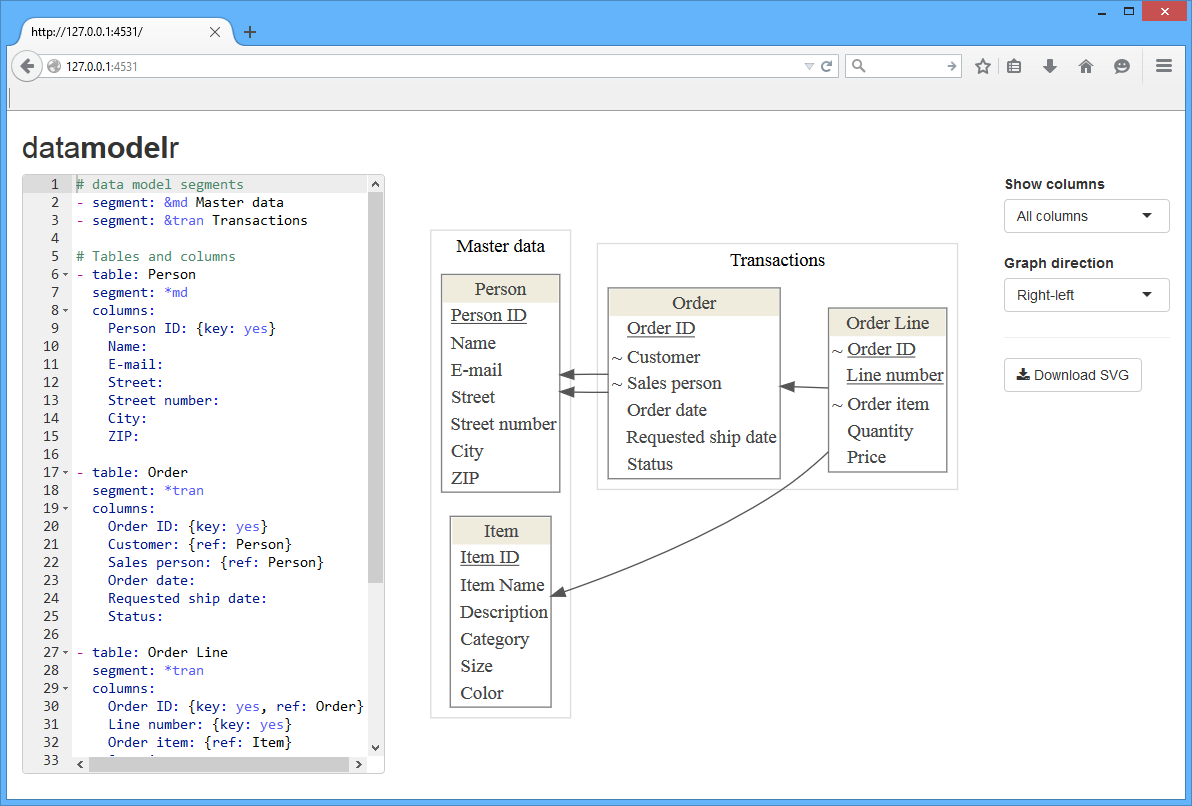 http://127.0.0.1:4531/
127.0.0.1:4531
datamodelr
1 # data model segments
2 - segment: &md Master data
3 - segment: &tran Transactions
4
5 # Tables and columns
6 - table: Person
7 segment: *md
8 columns:
9 Person ID: {key: yes}
10 Name:
11 E-mail:
12 Street:
13 Street number:
14 City:
15 ZIP:
16
17 - table: Order
18 segment: *tran
19 columns:
20 Order ID: {key: yes}
21 Customer: {ref: Person}
22 Sales person: {ref: Person}
23 Order date:
24 Requested ship date:
25 Status:
26
27 - table: Order Line
28 segment: *tran
29 columns:
30 Order ID: {key: yes, ref: Order}
31 Line number: {key: yes}
32 Order item: {ref: Item}
33
Master data
Person
Person ID
Name
E-mail
Street
Street number
City
ZIP
Item
Item ID
Item Name
Description
Category
Size
Color
Transactions
Order
Order ID
~ Customer
~ Sales person
Order date
Requested ship date
Status
Order Line
~ Order ID
Line number
~ Order item
Quantity
Price
Show columns
All columns
Graph direction
Right-left
Download SVG